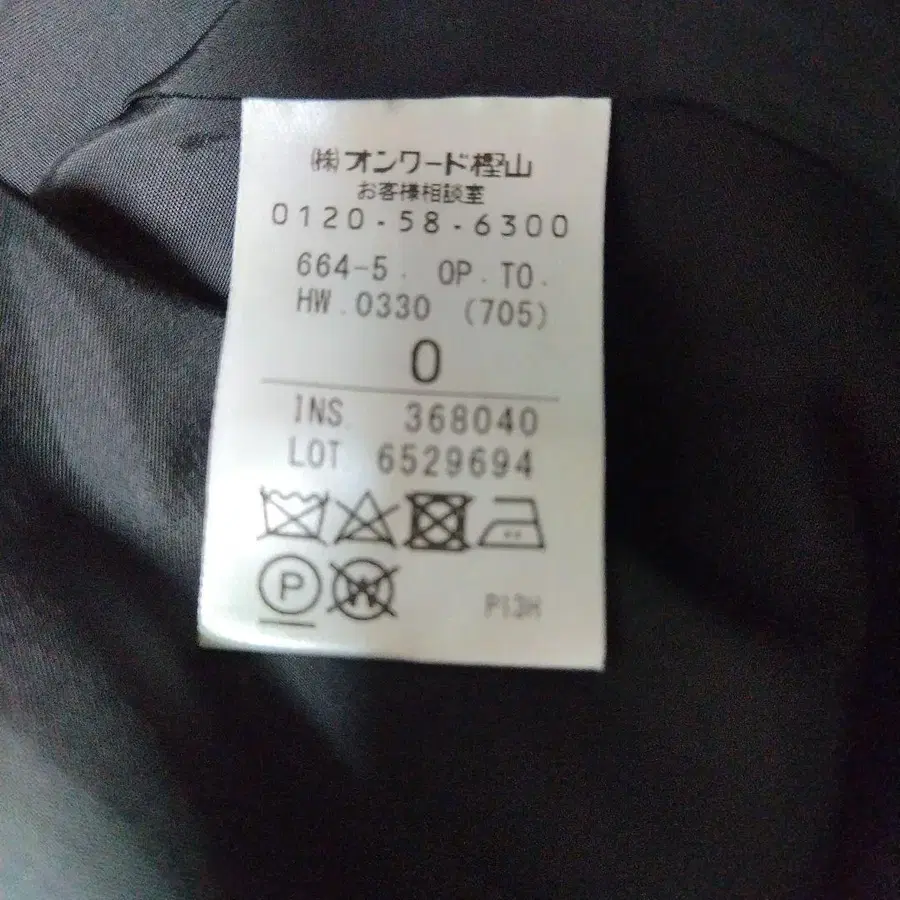 ㈱オンワード樫山
お客様相談室
0120-58-6300
664-5. OP.TO.
HW.0330 (705)
0
INS. 368040
LOT 6529694
P W
P13H